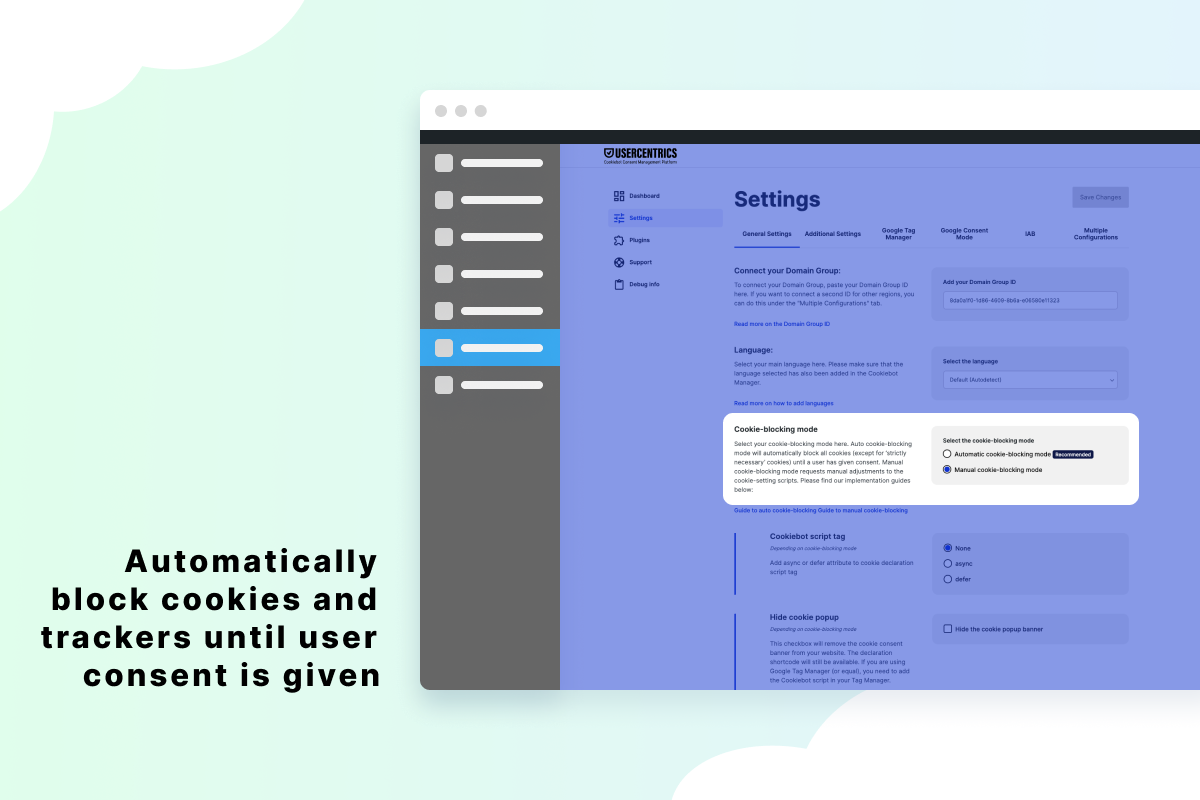 USERCENTRICS
Cookiebot Consent Management Platform
Dashboard
Settings
Plugins
Support
Debug info
Settings
Save Changes
General Settings
Additional Settings
Google Tag
Manager
Google Consent
Mode
IAB
Multiple
Configurations
Connect your Domain Group:
To connect your Domain Group, paste your Domain Group ID
here. If you want to connect a second ID for other regions, you
can do this under the "Multiple Configurations" tab.
Read more on the Domain Group ID
Add your Domain Group ID
Language:
Select your main language here. Please make sure that the
language selected has also been added in the Cookiebot
Manager.
Read more on how to add languages
Select the language
Default (Autodetect)
Cookie-blocking mode
Select your cookie-blocking mode here. Auto cookie-blocking
mode will automatically block all cookies (except for 'strictly
necessary' cookies) until a user has given consent. Manual
cookie-blocking mode requests manual adjustments to the
cookie-setting scripts. Please find our implementation guides
below:
Select the cookie-blocking mode
Automatic cookie-blocking mode Recommended
Manual cookie-blocking mode
Guide to auto cookie-blocking Guide to manual cookie-blocking
Cookiebot script tag
Depending on cookie-blocking mode
Add async or defer attribute to cookie declaration
script tag
None
async
defer
Hide cookie popup
Depending on cookie-blocking mode
This checkbox will remove the cookie consent
banner from your website. The declaration
shortcode will still be available. If you are using
Google Tag Manager (or equal), you need to add
the Cookiebot script in your Tag Manager.
Hide the cookie popup banner
Automatically
block cookies and
trackers until user
consent is given